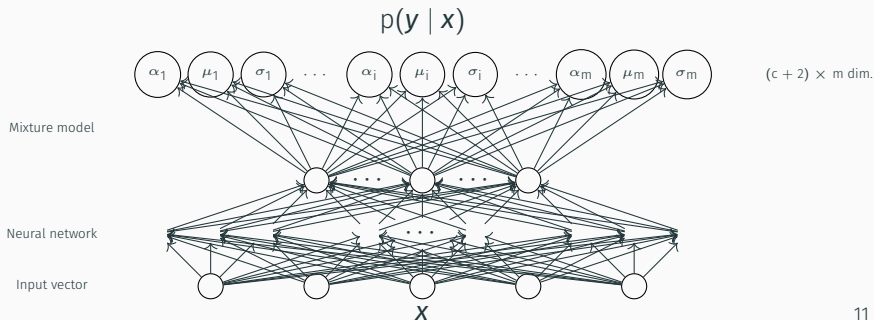 p(y | x)
α1 μ1 σ1 · · · αi μi σi · · · αm μm σm (c + 2) × m dim.
Mixture model
· · · · · ·
Neural network · · ·
Input vector
x
11